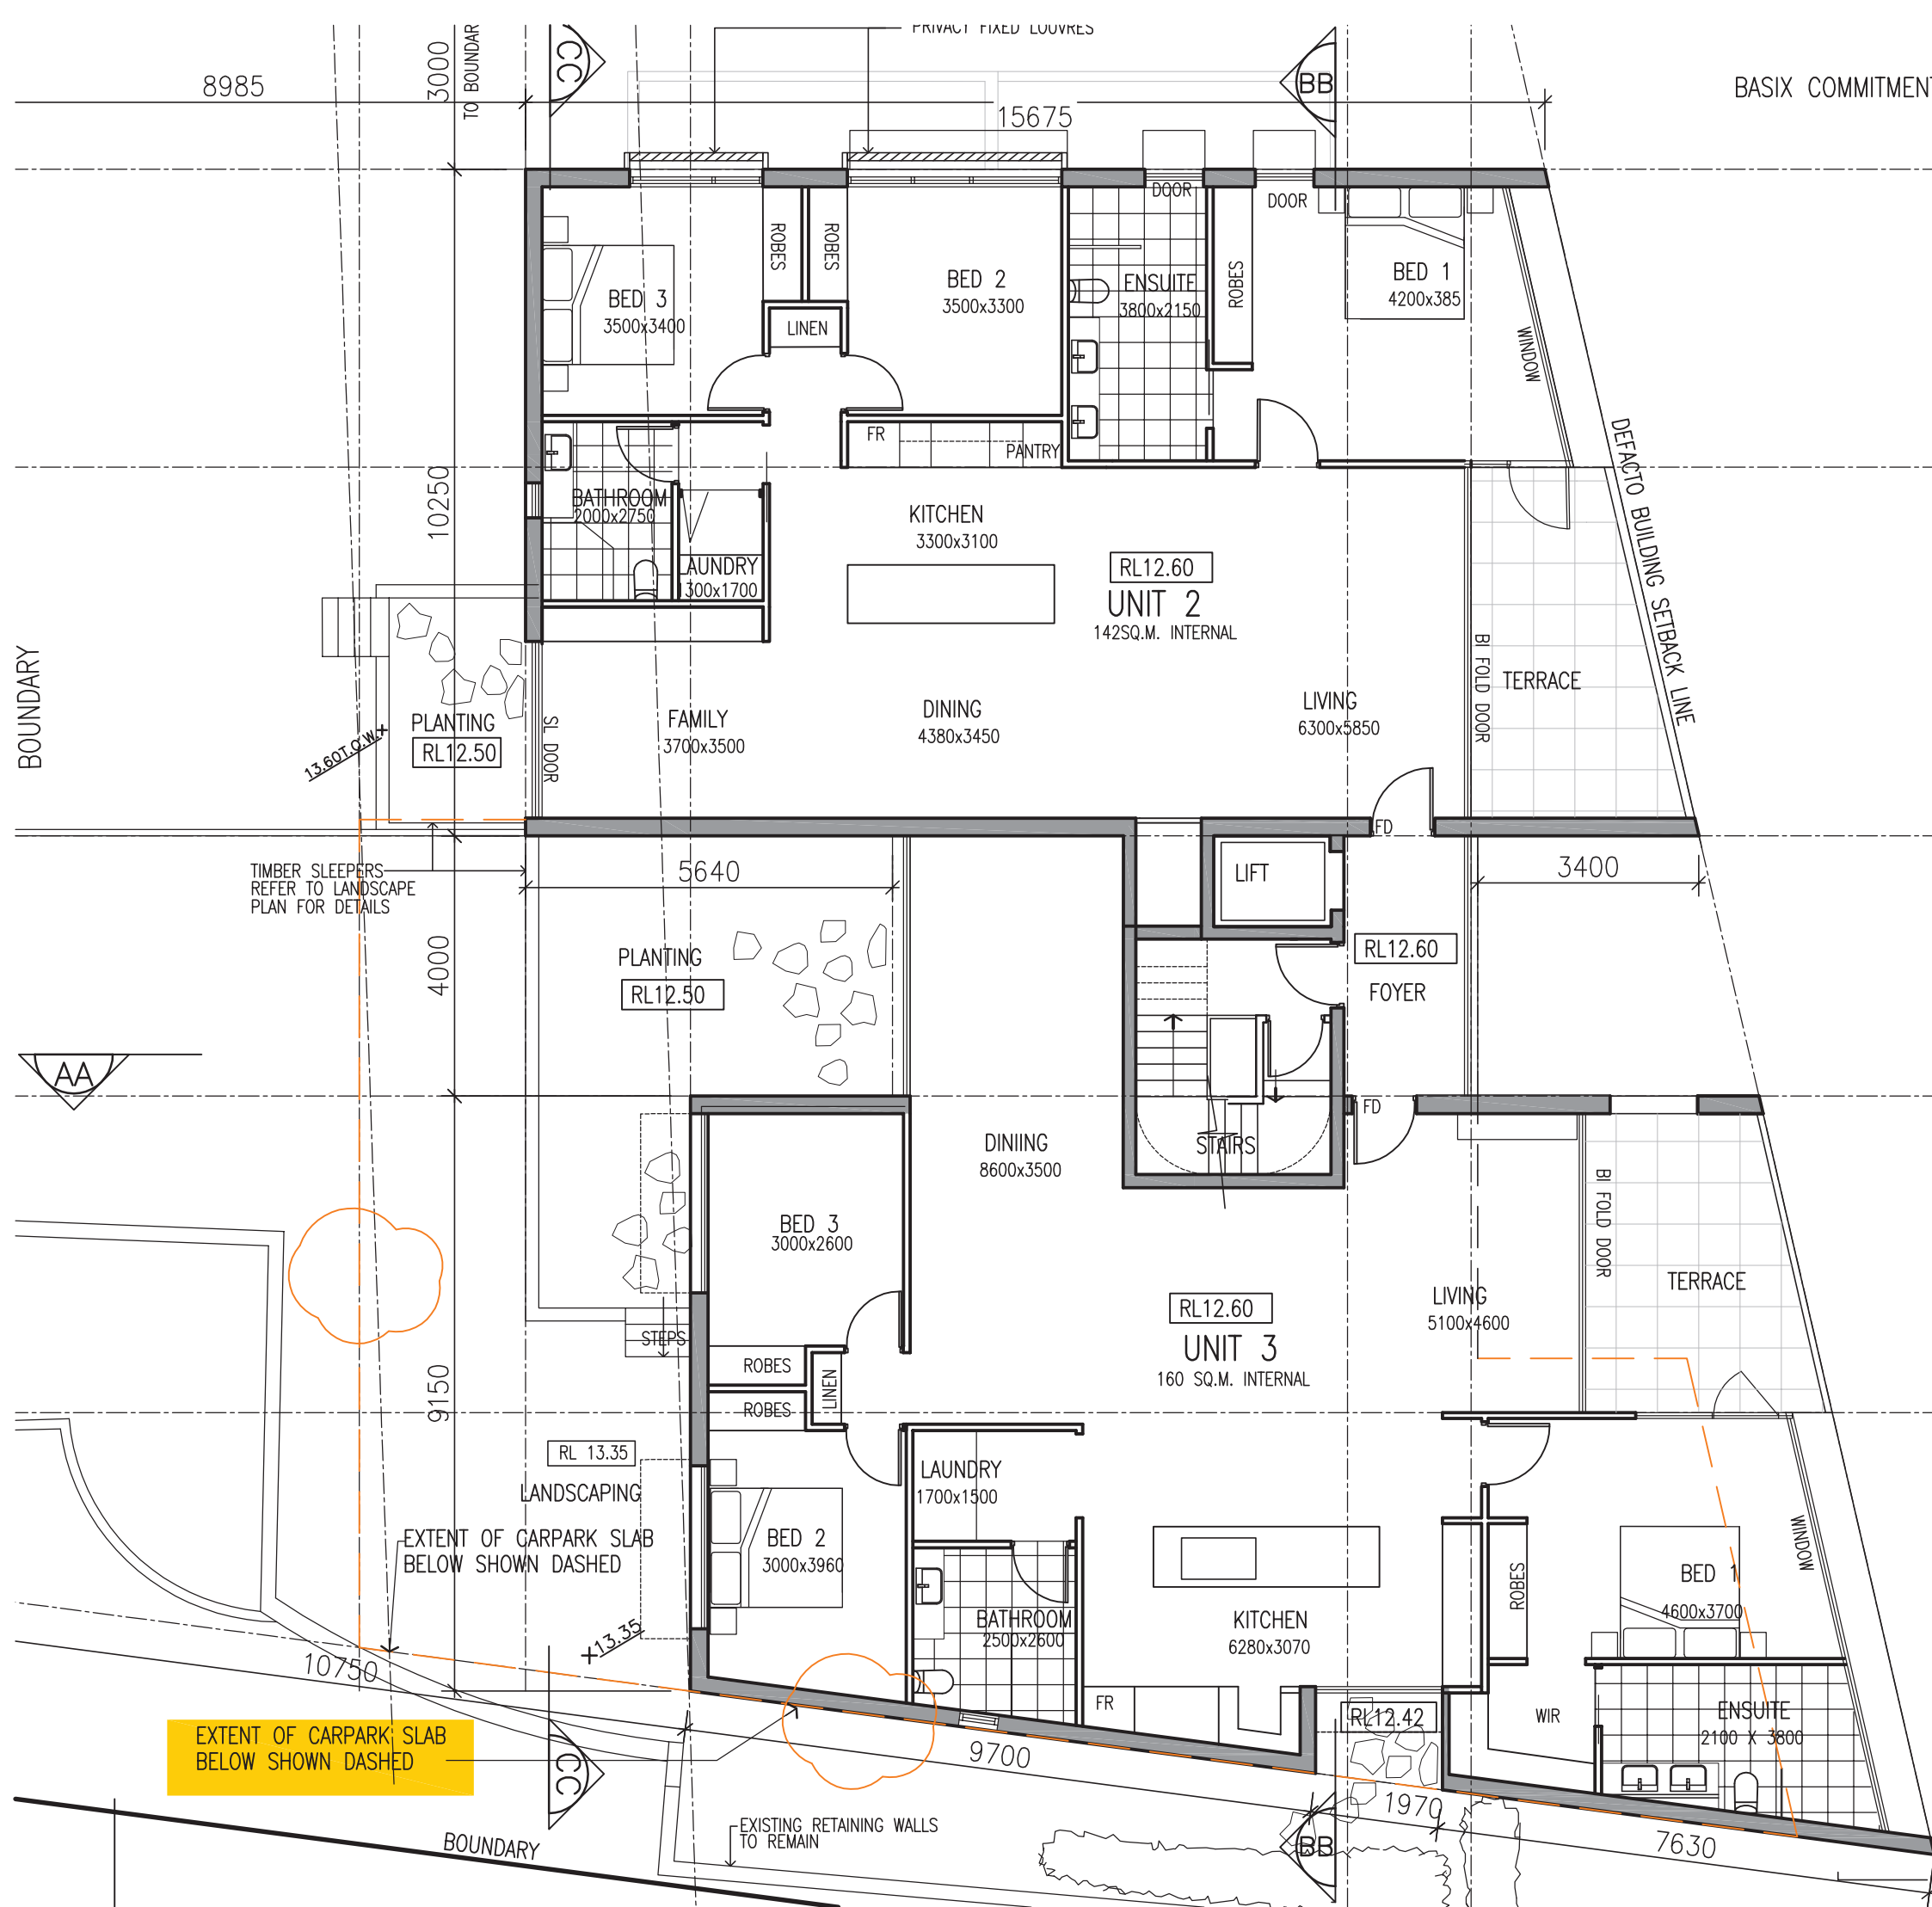 PRIVACY FIXED LOUVRES
CC
BB
8985
3000
TO BOUNDAR
15675
BASIX COMMITMENT
DOOR
DOOR
ROBES
ROBES
BED 3
3500x3400
BED 2
3500x3300
ENSUITE
3800x2150
ROBES
BED 1
4200x385
LINEN
WINDOW
FR
PANTRY
DEFACTO BUILDING SETBACK LINE
10250
BATHROOM
2000x2750
KITCHEN
3300x3100
LAUNDRY
1300x1700
RL12.60
UNIT 2
142SQ.M. INTERNAL
BOUNDARY
PLANTING
RL12.50
13.60T.O.W.+
SL DOOR
FAMILY
3700x3500
DINING
4380x3450
LIVING
6300x5850
BI FOLD DOOR
TERRACE
FD
TIMBER SLEEPERS
REFER TO LANDSCAPE
PLAN FOR DETAILS
5640
LIFT
3400
4000
PLANTING
RL12.50
RL12.60
FOYER
AA
FD
STAIRS
DINIING
8600x3500
BED 3
3000x2600
BI FOLD DOOR
TERRACE
RL12.60
UNIT 3
160 SQ.M. INTERNAL
LIVING
5100x4600
STEPS
ROBES
LINEN
ROBES
9150
RL 13.35
LANDSCAPING
LAUNDRY
1700x1500
EXTENT OF CARPARK SLAB
BELOW SHOWN DASHED
BED 2
3000x3960
WINDOW
BED 1
4600x3700
ROBES
BATHROOM
2500x2600
KITCHEN
6280x3070
+13.35
10750
FR
RL12.42
WIR
ENSUITE
2100 X 3800
EXTENT OF CARPARK SLAB
BELOW SHOWN DASHED
CC
9700
1970
7630
EXISTING RETAINING WALLS
TO REMAIN
BB
BOUNDARY